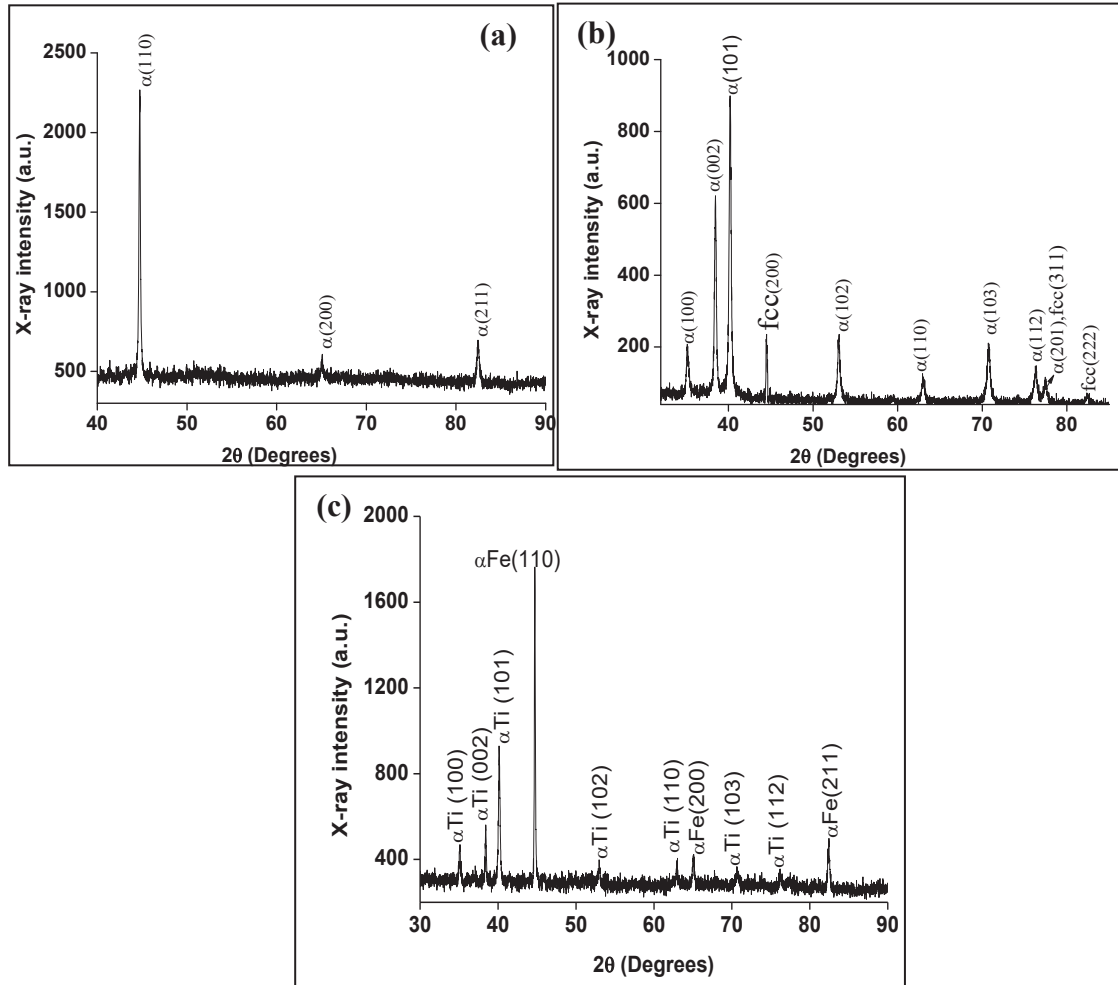 (a)
2500
2000
1500
1000
500
X-ray intensity (a.u.)
α(110)
α(200)
α(211)
40 50 60 70 80 90
2θ (Degrees)
(b)
1000
800
600
400
200
X-ray intensity (a.u.)
α(100)
α(002)
α(101)
fcc(200)
α(102)
α(110)
α(103)
α(112)
α(201),fcc(311)
fcc(222)
40 50 60 70 80
2θ (Degrees)
(c)
2000
1600
1200
800
400
X-ray intensity (a.u.)
αTi (100)
αTi (002)
αTi (101)
αFe(110)
αTi (102)
αTi (110)
αFe(200)
αTi (103)
αTi (112)
αFe(211)
30 40 50 60 70 80 90
2θ (Degrees)